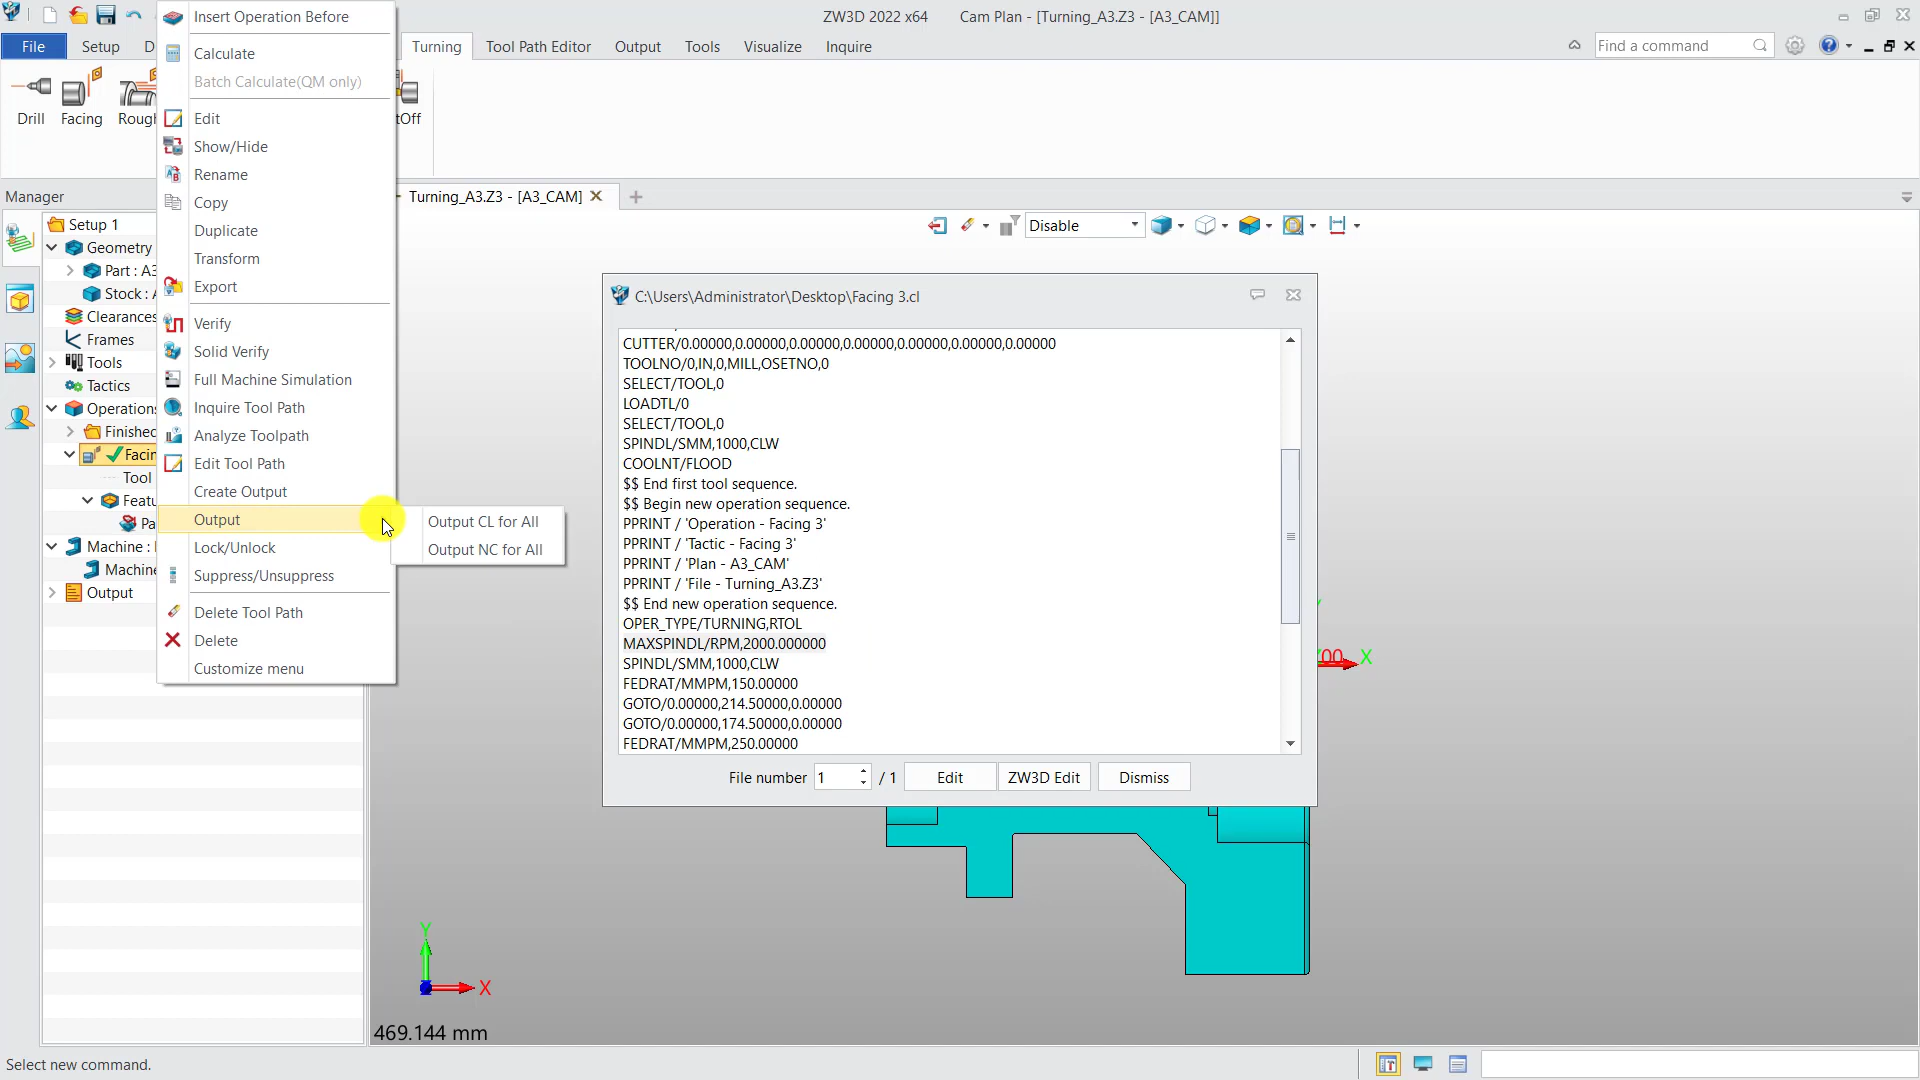 ZW3D 2022 x64 Cam Plan - [Turning_A3.Z3 - [A3_CAM]]
File Setup D Turning Tool Path Editor Output Tools Visualize Inquire
Find a command
Drill Facing Rough tOff
Manager
Turning_A3.Z3 - [A3_CAM]
Disable
Setup 1
Geometry
Part : A3
Stock : A
Clearances
Frames
Tools
Tactics
Operations
Finished
Facin
Tool
Featu
Pa
Machine :
Machine
Output
Insert Operation Before
Calculate
Batch Calculate(QM only)
Edit
Show/Hide
Rename
Copy
Duplicate
Transform
Export
Verify
Solid Verify
Full Machine Simulation
Inquire Tool Path
Analyze Toolpath
Edit Tool Path
Create Output
Output
Lock/Unlock
Suppress/Unsuppress
Delete Tool Path
Delete
Customize menu
Output CL for All
Output NC for All
C:\Users\Administrator\Desktop\Facing 3.cl
CUTTER/0.00000,0.00000,0.00000,0.00000,0.00000,0.00000,0.00000
TOOLNO/0,IN,0,MILL,OSETNO,0
SELECT/TOOL,0
LOADTL/0
SELECT/TOOL,0
SPINDL/SMM,1000,CLW
COOLNT/FLOOD
$$ End first tool sequence.
$$ Begin new operation sequence.
PPRINT / 'Operation - Facing 3'
PPRINT / 'Tactic - Facing 3'
PPRINT / 'Plan - A3_CAM'
PPRINT / 'File - Turning_A3.Z3'
$$ End new operation sequence.
OPER_TYPE/TURNING,RTOL
MAXSPINDL/RPM,2000.000000
SPINDL/SMM,1000,CLW
FEDRAT/MMPM,150.00000
GOTO/0.00000,214.50000,0.00000
GOTO/0.00000,174.50000,0.00000
FEDRAT/MMPM,250.00000
File number 1 / 1 Edit ZW3D Edit Dismiss
X
Y
X
469.144 mm
Select new command.